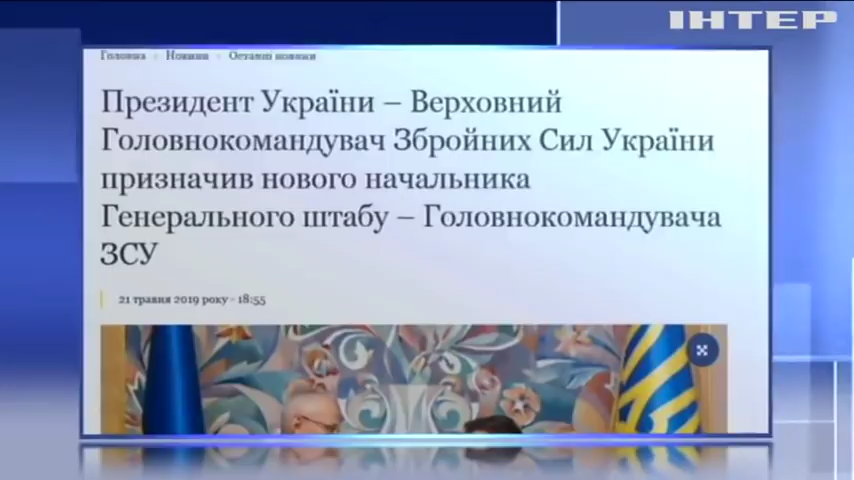 ІНТЕР
Головна Новини Останні новини
Президент України – Верховний
Головнокомандувач Збройних Сил України
призначив нового начальника
Генерального штабу – Головнокомандувача
ЗСУ
21 травня 2019 року - 18:55